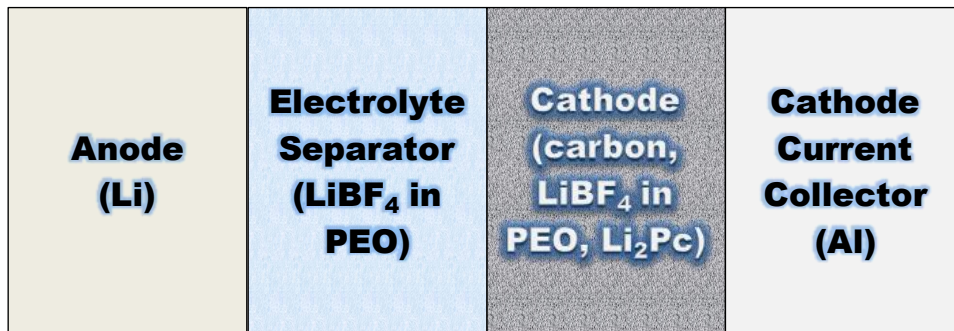 Anode
(Li)
Electrolyte
Separator
(LiBF₄ in
PEO)
Cathode
(carbon,
LiBF₄ in
PEO, Li₂Pc)
Cathode
Current
Collector
(Al)